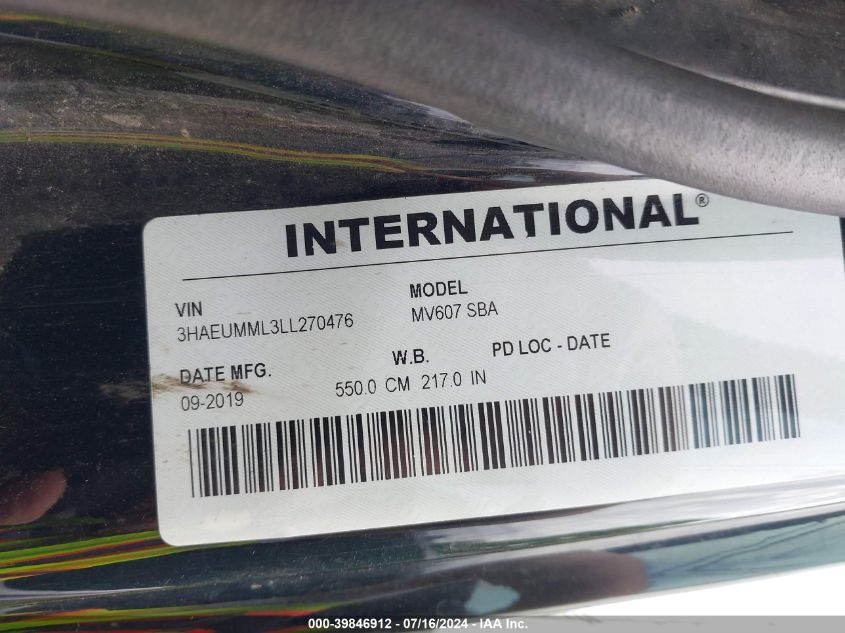 INTERNATIONAL®
VIN
3HAEUMML3LL270476
MODEL
MV607 SBA
DATE MFG.
09-2019
W.B.
550.0 CM 217.0 IN
PD LOC - DATE
000-39846912 - 07/16/2024 - IAA Inc.